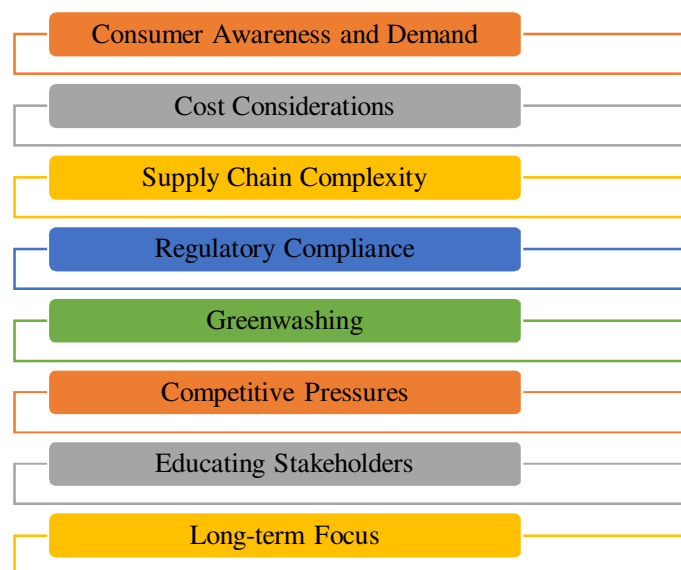 Consumer Awareness and Demand
Cost Considerations
Supply Chain Complexity
Regulatory Compliance
Greenwashing
Competitive Pressures
Educating Stakeholders
Long-term Focus